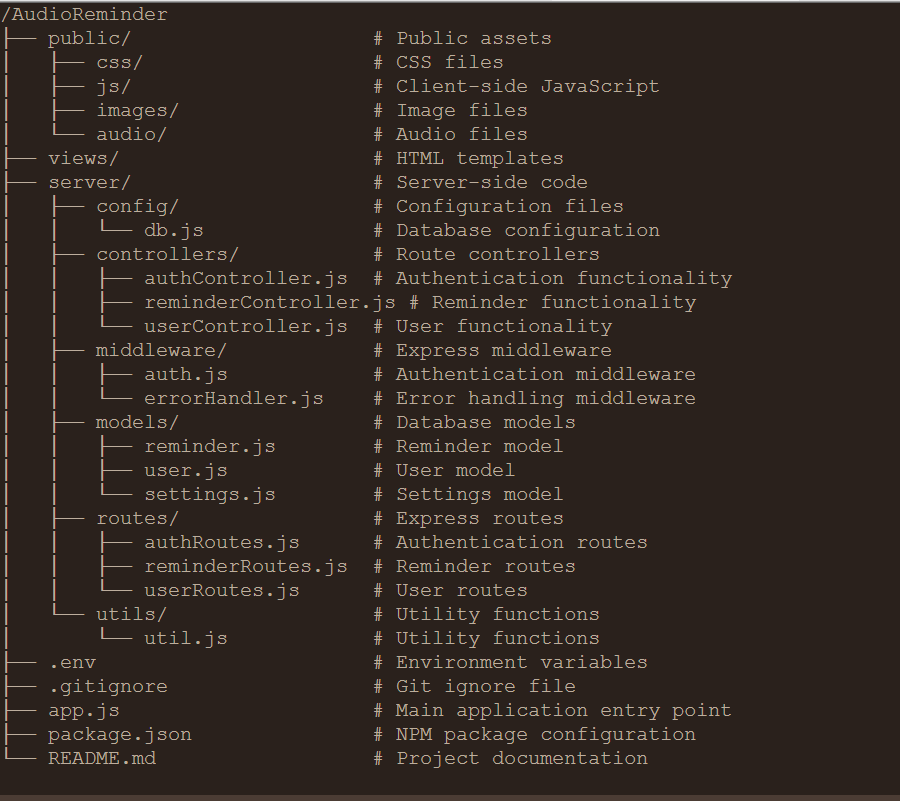 /AudioReminder
├── public/                    # Public assets
│   ├── css/                   # CSS files
│   ├── js/                    # Client-side JavaScript
│   ├── images/                # Image files
│   └── audio/                 # Audio files
├── views/                     # HTML templates
├── server/                    # Server-side code
│   ├── config/                # Configuration files
│   │   └── db.js              # Database configuration
│   ├── controllers/           # Route controllers
│   │   ├── authController.js  # Authentication functionality
│   │   ├── reminderController.js # Reminder functionality
│   │   └── userController.js  # User functionality
│   ├── middleware/            # Express middleware
│   │   ├── auth.js            # Authentication middleware
│   │   └── errorHandler.js    # Error handling middleware
│   ├── models/                # Database models
│   │   ├── reminder.js        # Reminder model
│   │   ├── user.js            # User model
│   │   └── settings.js        # Settings model
│   ├── routes/                # Express routes
│   │   ├── authRoutes.js      # Authentication routes
│   │   ├── reminderRoutes.js  # Reminder routes
│   │   └── userRoutes.js      # User routes
│   └── utils/                 # Utility functions
│       └── util.js            # Utility functions
├── .env                       # Environment variables
├── .gitignore                 # Git ignore file
├── app.js                     # Main application entry point
├── package.json               # NPM package configuration
└── README.md                  # Project documentation